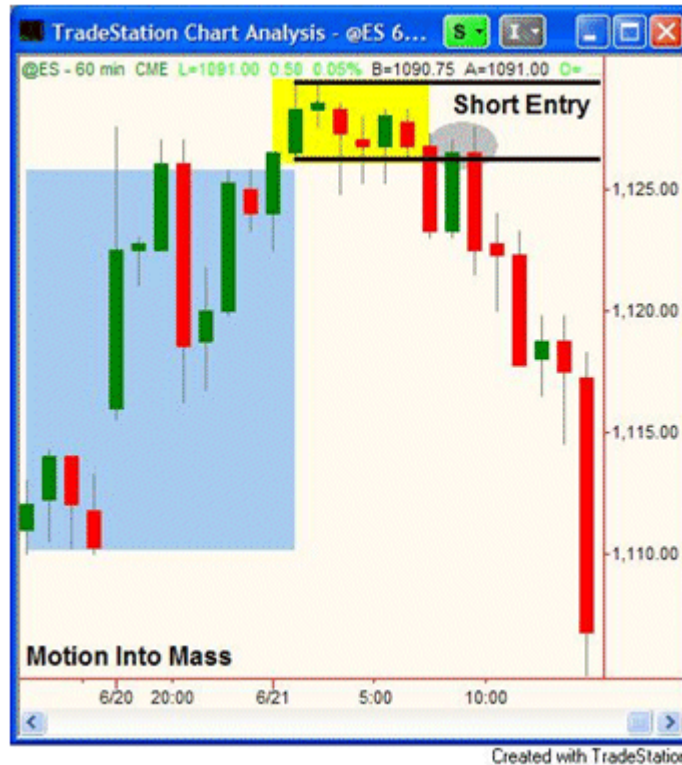 TradeStation Chart Analysis - @ES 6... S I
@ES - 60 min CME L=1091.00 0.50 0.05% B=1090.75 A=1091.00 O= ...
Short Entry
1,125.00
1,120.00
1,115.00
1,110.00
Motion Into Mass
6/20 20:00 6/21 5:00 10:00
Created with TradeStation